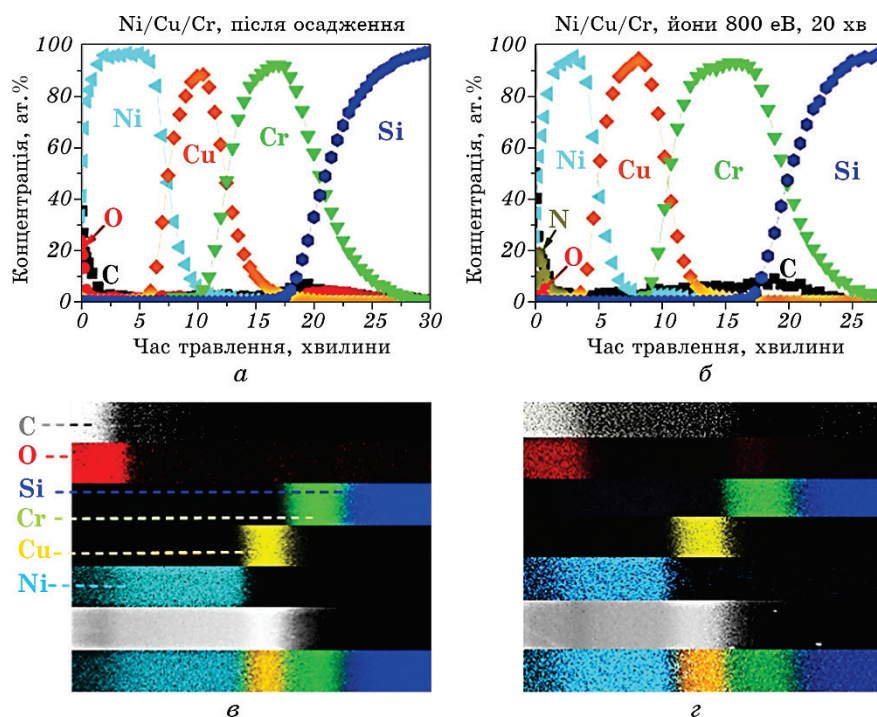 Ni/Cu/Cr, після осадження
Концентрація, ат.%
100
80
60
40
20
0
Ni
Cu
Cr
Si
O
C
0 5 10 15 20 25 30
Час травлення, хвилини
а
Ni/Cu/Cr, йони 800 еВ, 20 хв
Концентрація, ат.%
100
80
60
40
20
0
Ni
Cu
Cr
Si
N
O
C
0 5 10 15 20 25
Час травлення, хвилини
б
C
O
Si
Cr
Cu
Ni
в
г